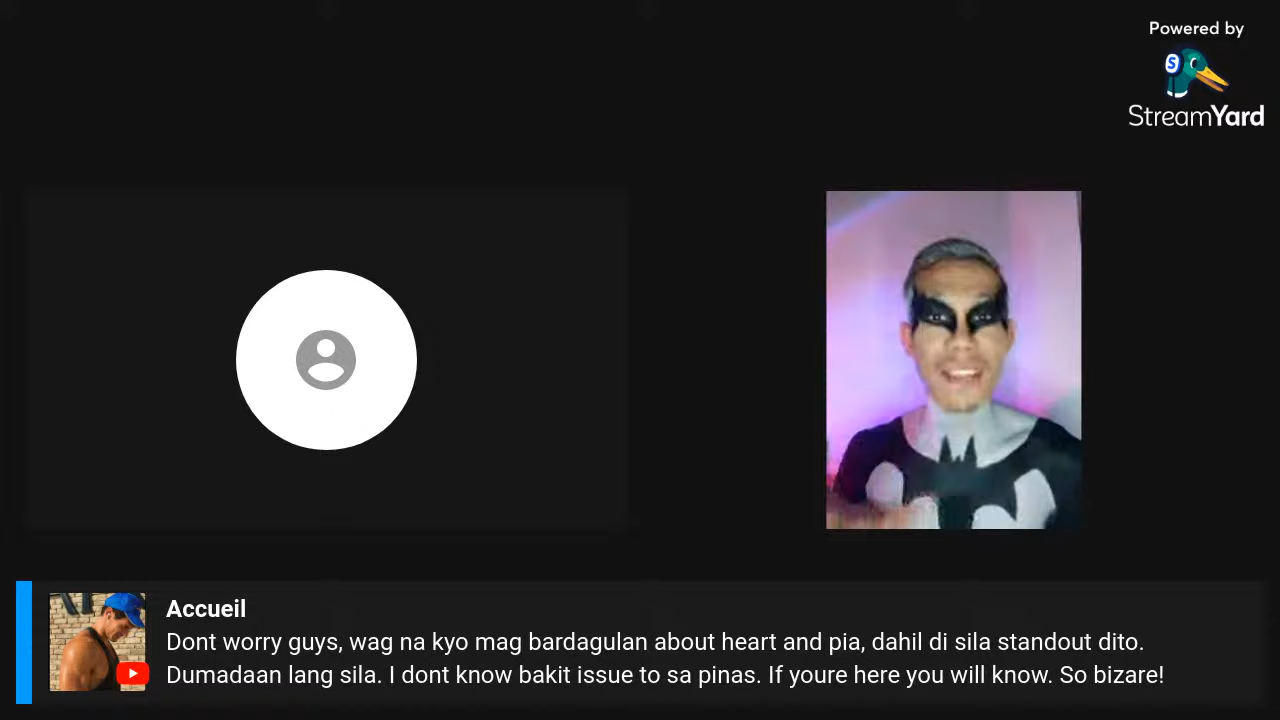 Powered by
S
StreamYard
Accueil
Dont worry guys, wag na kyo mag bardagulan about heart and pia, dahil di sila standout dito.
Dumadaan lang sila. I dont know bakit issue to sa pinas. If youre here you will know. So bizare!